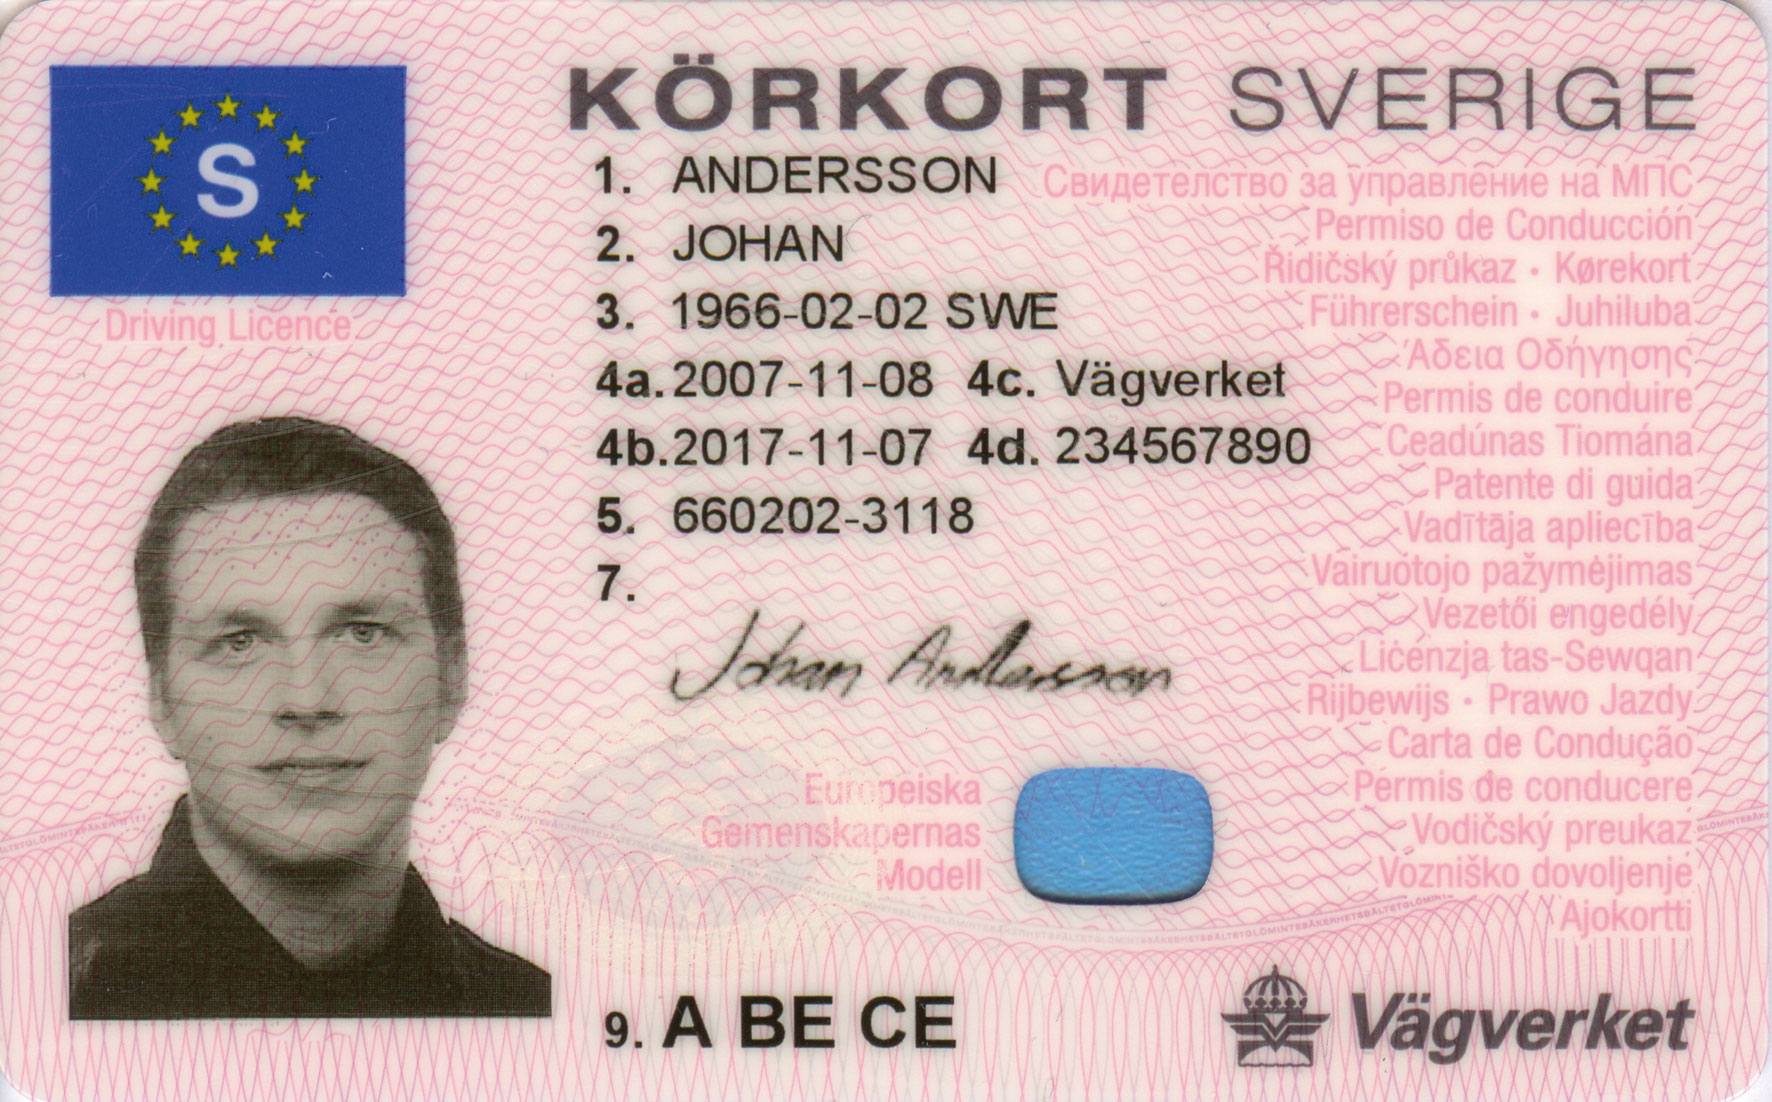 S
Driving Licence
KÖRKORT SVERIGE
1. ANDERSSON
2. JOHAN
3. 1966-02-02 SWE
4a. 2007-11-08 4c. Vägverket
4b. 2017-11-07 4d. 234567890
5. 660202-3118
7.
Johan Andersson
Свидетелство за управление на МПС
Permiso de Conducción
Řidičský průkaz · Kørekort
Führerschein · Juhiluba
Άδεια Οδήγησης
Permis de conduire
Ceadúnas Tiomána
Patente di guida
Vadītāja apliecība
Vairuotojo pažymėjimas
Vezetői engedély
Liċenzja tas-Sewqan
Rijbewijs · Prawo Jazdy
Carta de Condução
Permis de conducere
Vodičský preukaz
Vozniško dovoljenje
Ajokortti
Europeiska
Gemenskapernas
Modell
9. A BE CE
Vägverket